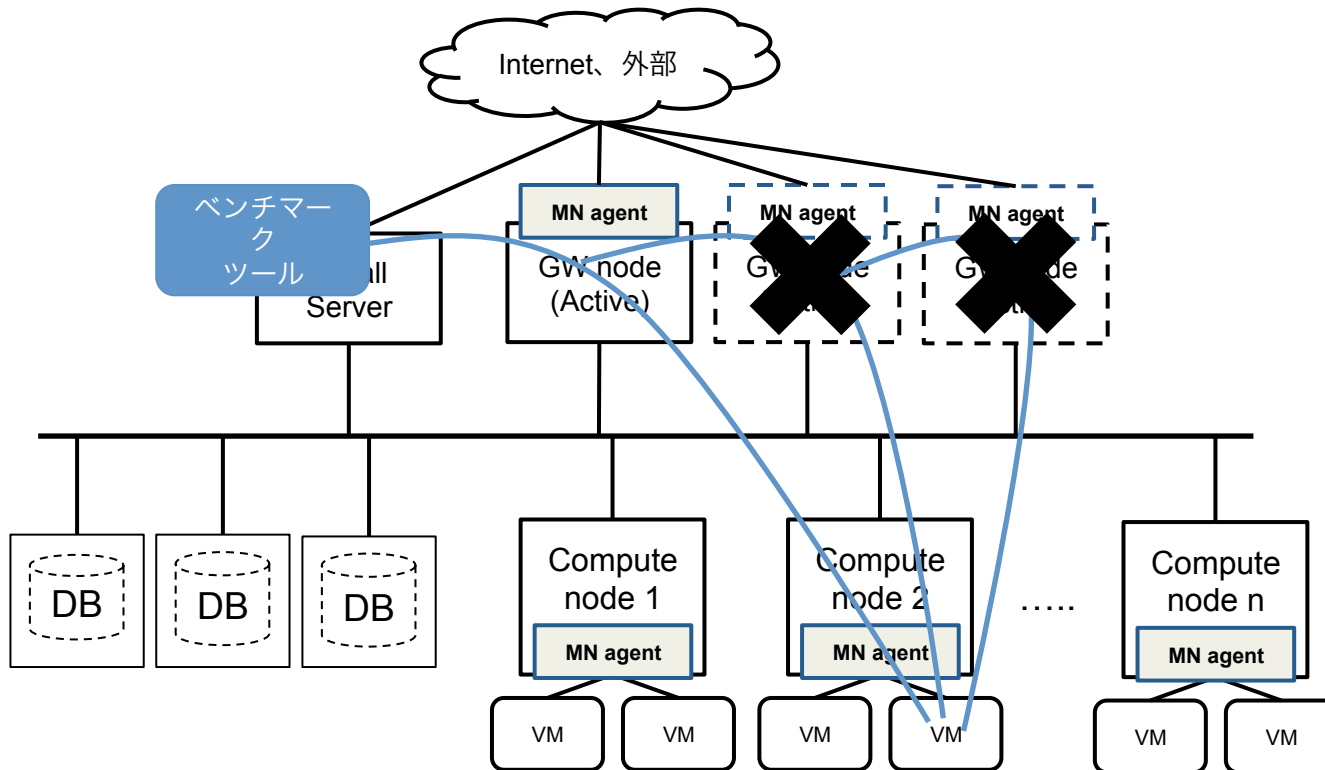 Internet、外部
ベンチマー
ク
ツール
Server
MN agent
GW node
(Active)
MN agent
MN agent
DB
DB
DB
Compute
node 1
MN agent
Compute
node 2
MN agent
…..
Compute
node n
MN agent
VM
VM
VM
VM
VM
VM